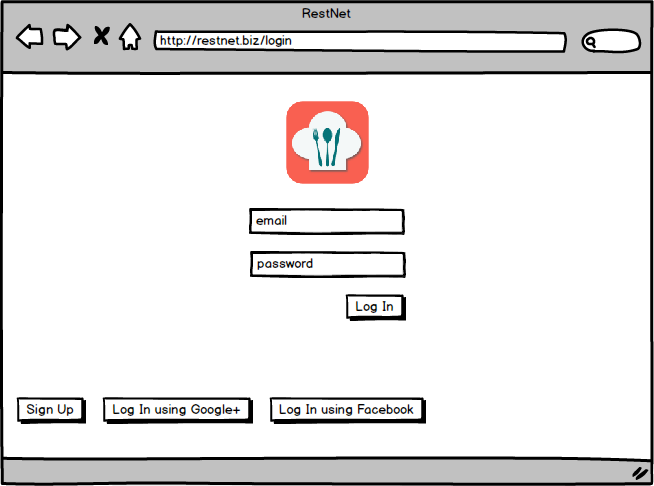 RestNet
http://restnet.biz/login
email
password
Log In
Sign Up Log In using Google+ Log In using Facebook